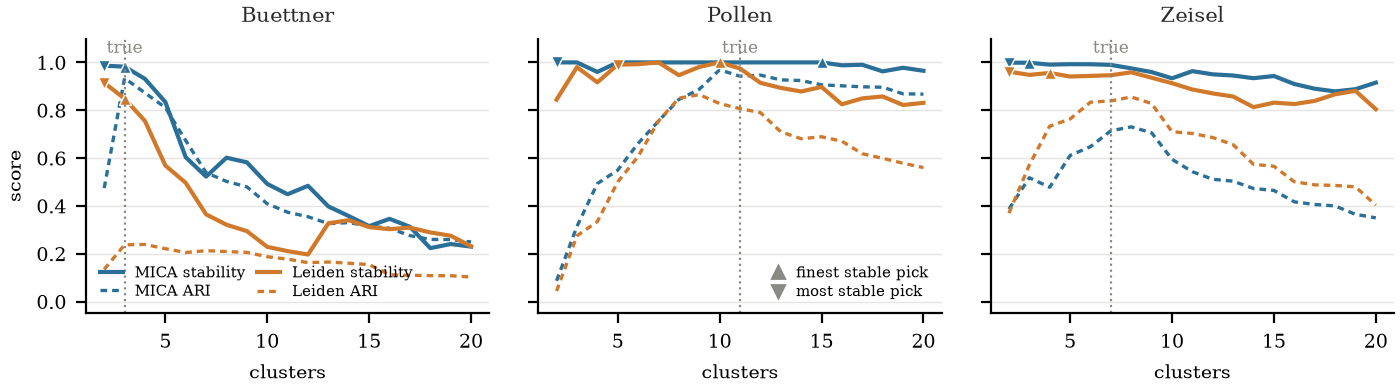 Buettner
Pollen
Zeisel
true
true
true
score
1.0
0.8
0.6
0.4
0.2
0.0
MICA stability
MICA ARI
Leiden stability
Leiden ARI
finest stable pick
most stable pick
5
10
15
20
5
10
15
20
5
10
15
20
clusters
clusters
clusters